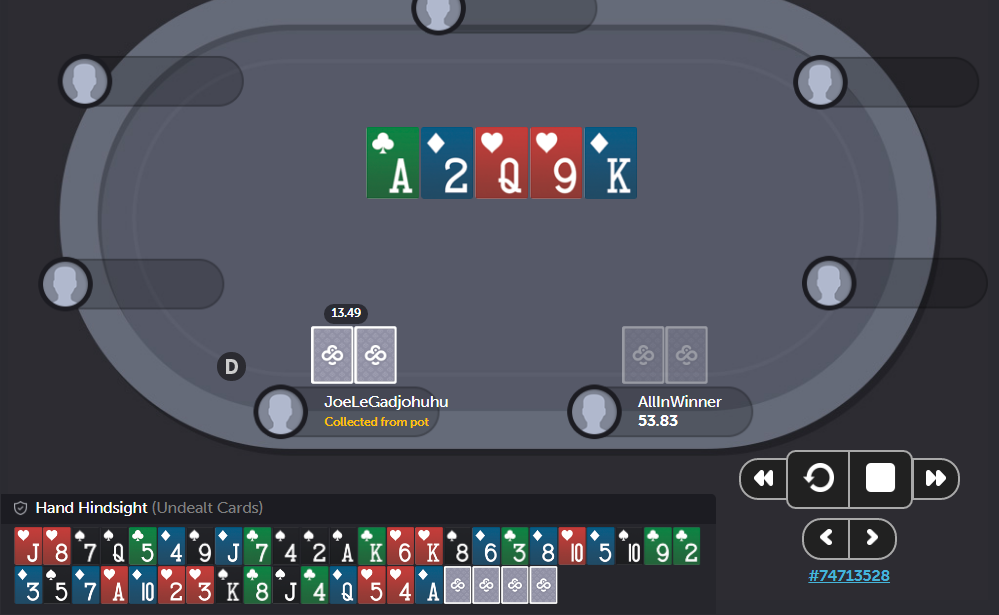 A 2 Q 9 K
13.49
D
JoeLeGadjohuhu
Collected from pot
AllInWinner
53.83
Hand Hindsight (Undealt Cards)
J 8 7 Q 5 4 9 J 7 4 2 A K 6 K 8 6 3 8 10 5 10 9 2
3 5 7 A 10 2 3 K 8 J 4 Q 5 4 A
#74713528